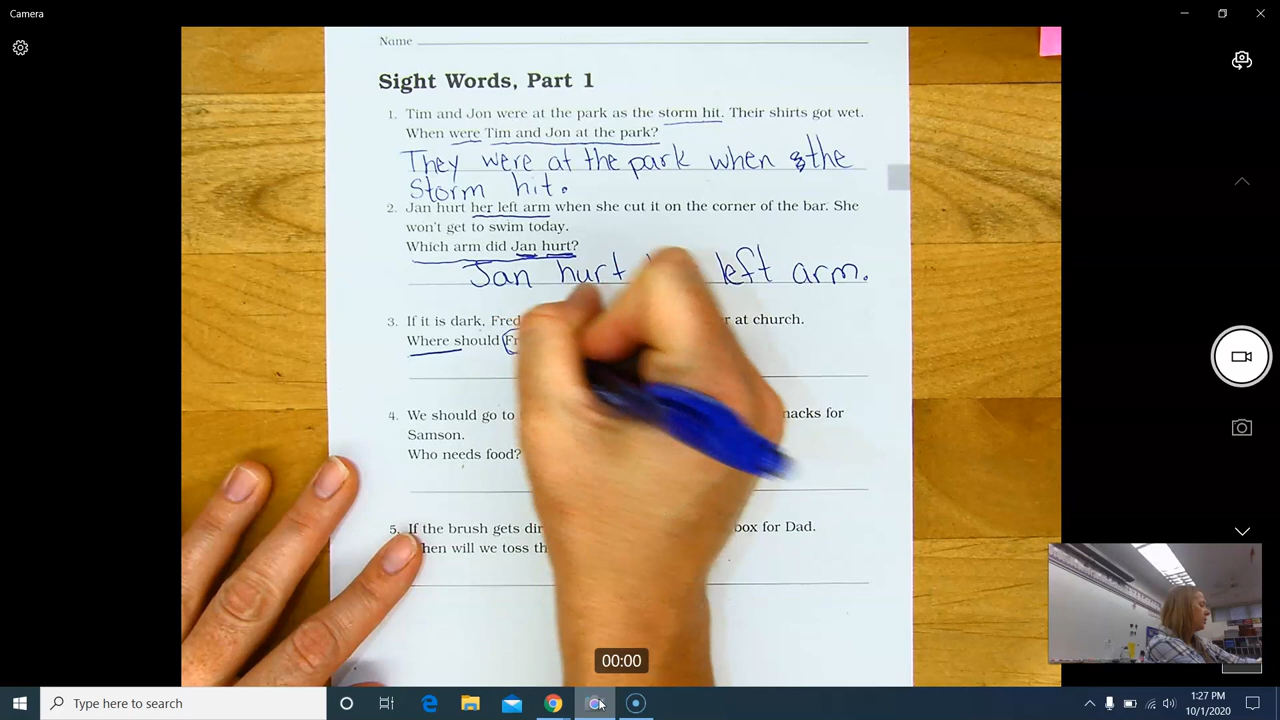 Camera
Name
Sight Words, Part 1
1. Tim and Jon were at the park as the storm hit. Their shirts got wet.
When were Tim and Jon at the park?
They were at the park when the
Storm hit.
2. Jan hurt her left arm when she cut it on the corner of the bar. She
won't get to swim today.
Which arm did Jan hurt?
Jan hurt left arm.
3. If it is dark, Fred at church.
Where should
4. We should go to for
Samson.
Who needs food?
5. If the brush gets box for Dad.
will we toss
00:00
Type here to search
1:27 PM
10/1/2020